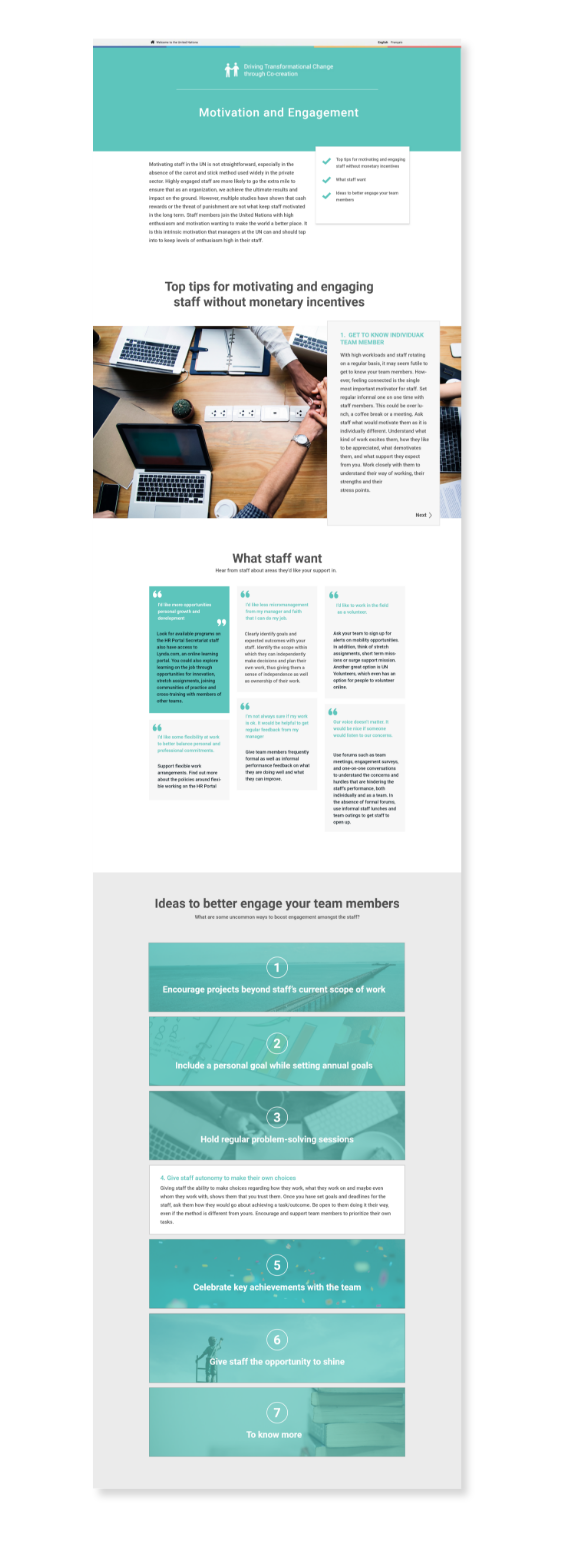 Welcome to the United Nations
English Français
Driving Transformational Change
through Co-creation
Motivation and Engagement
Motivating staff in the UN is not straightforward, especially in the
absence of the carrot and stick method used widely in the private
sector. Highly engaged staff are more likely to go the extra mile to
ensure that as an organization, we achieve the ultimate results and
impact on the ground. However, multiple studies have shown that cash
rewards or the threat of punishment are not what keep staff motivated
in the long term. Staff members join the United Nations with high
enthusiasm and motivation wanting to make the world a better place. It
is this intrinsic motivation that managers at the UN can and should tap
into to keep levels of enthusiasm high in their staff.
Top tips for motivating and engaging
staff without monetary incentives
What staff want
Ideas to better engage your team
members
Top tips for motivating and engaging
staff without monetary incentives
1. GET TO KNOW INDIVIDUAK
TEAM MEMBER
With high workloads and staff rotating
on a regular basis, it may seem futile to
get to know your team members. How-
ever, feeling connected is the single
most important motivator for staff. Set
regular informal one on one time with
staff members. This could be over lu-
nch, a coffee break or a meeting. Ask
staff what would motivate them as it is
individually different. Understand what
kind of work excites them, how they like
to be appreciated, what demotivates
them, and what support they expect
from you. Work closely with them to
understand their way of working, their
strengths and their
stress points.
Next
What staff want
Hear from staff about areas they'd like your support in.
I'd like more opportunities
personal growth and
development
Look for available programs on
the HR Portal Secretariat staff
also have access to
Lynda.com, an online learning
portal. You could also explore
learning on the job through
opportunities for innovation,
stretch assignments, joining
communities of practice and
cross-training with members of
other teams.
I'd like less micromanagement
from my manager and faith
that I can do my job.
Clearly identify goals and
expected outcomes with your
staff. Identify the scope within
which they can independently
make decisions and plan their
own work, thus giving them a
sense of independence as well
as ownership of their work.
I'd like to work in the field
as a volunteer.
Ask your team to sign up for
alerts on mobility opportunities
In addition, think of stretch
assignments, short term miss-
ions or surge support mission
Another great option is UN
Volunteers, which even has an
option for people to volunteer
online.
I'd like some flexibility at work
to better balance personal and
professional commitments.
Support flexible work
arrangements. Find out more
about the policies around flexi-
ble working on the HR Portal
I'm not always sure if my work
is ok. It would be helpful to get
regular feedback from my
manager
Give team members frequently
formal as well as informal
performance feedback on what
they are doing well and what
they can improve.
Our voice doesn't matter. It
would be nice if someone
would listen to our concerns.
Use forums such as team
meetings, engagement surveys,
and one-on-one conversations
to understand the concerns and
hurdles that are hindering the
staff's performance, both
individually and as a team. In
the absence of formal forums,
use informal staff lunches and
team outings to get staff to
open up.
Ideas to better engage your team members
What are some uncommon ways to boost engagement amongst the staff?
1
Encourage projects beyond staff's current scope of work
2
Include a personal goal while setting annual goals
3
Hold regular problem-solving sessions
4. Give staff autonomy to make their own choices
Giving staff the ability to make choices regarding how they work, what they work on and maybe even
whom they work with, shows them that you trust them. Once you have set goals and deadlines for the
staff, ask them how they would go about achieving a task/outcome. Be open to them doing it their way,
even if the method is different from yours. Encourage and support team members to prioritize their own
tasks.
5
Celebrate key achievements with the team
6
Give staff the opportunity to shine
7
To know more